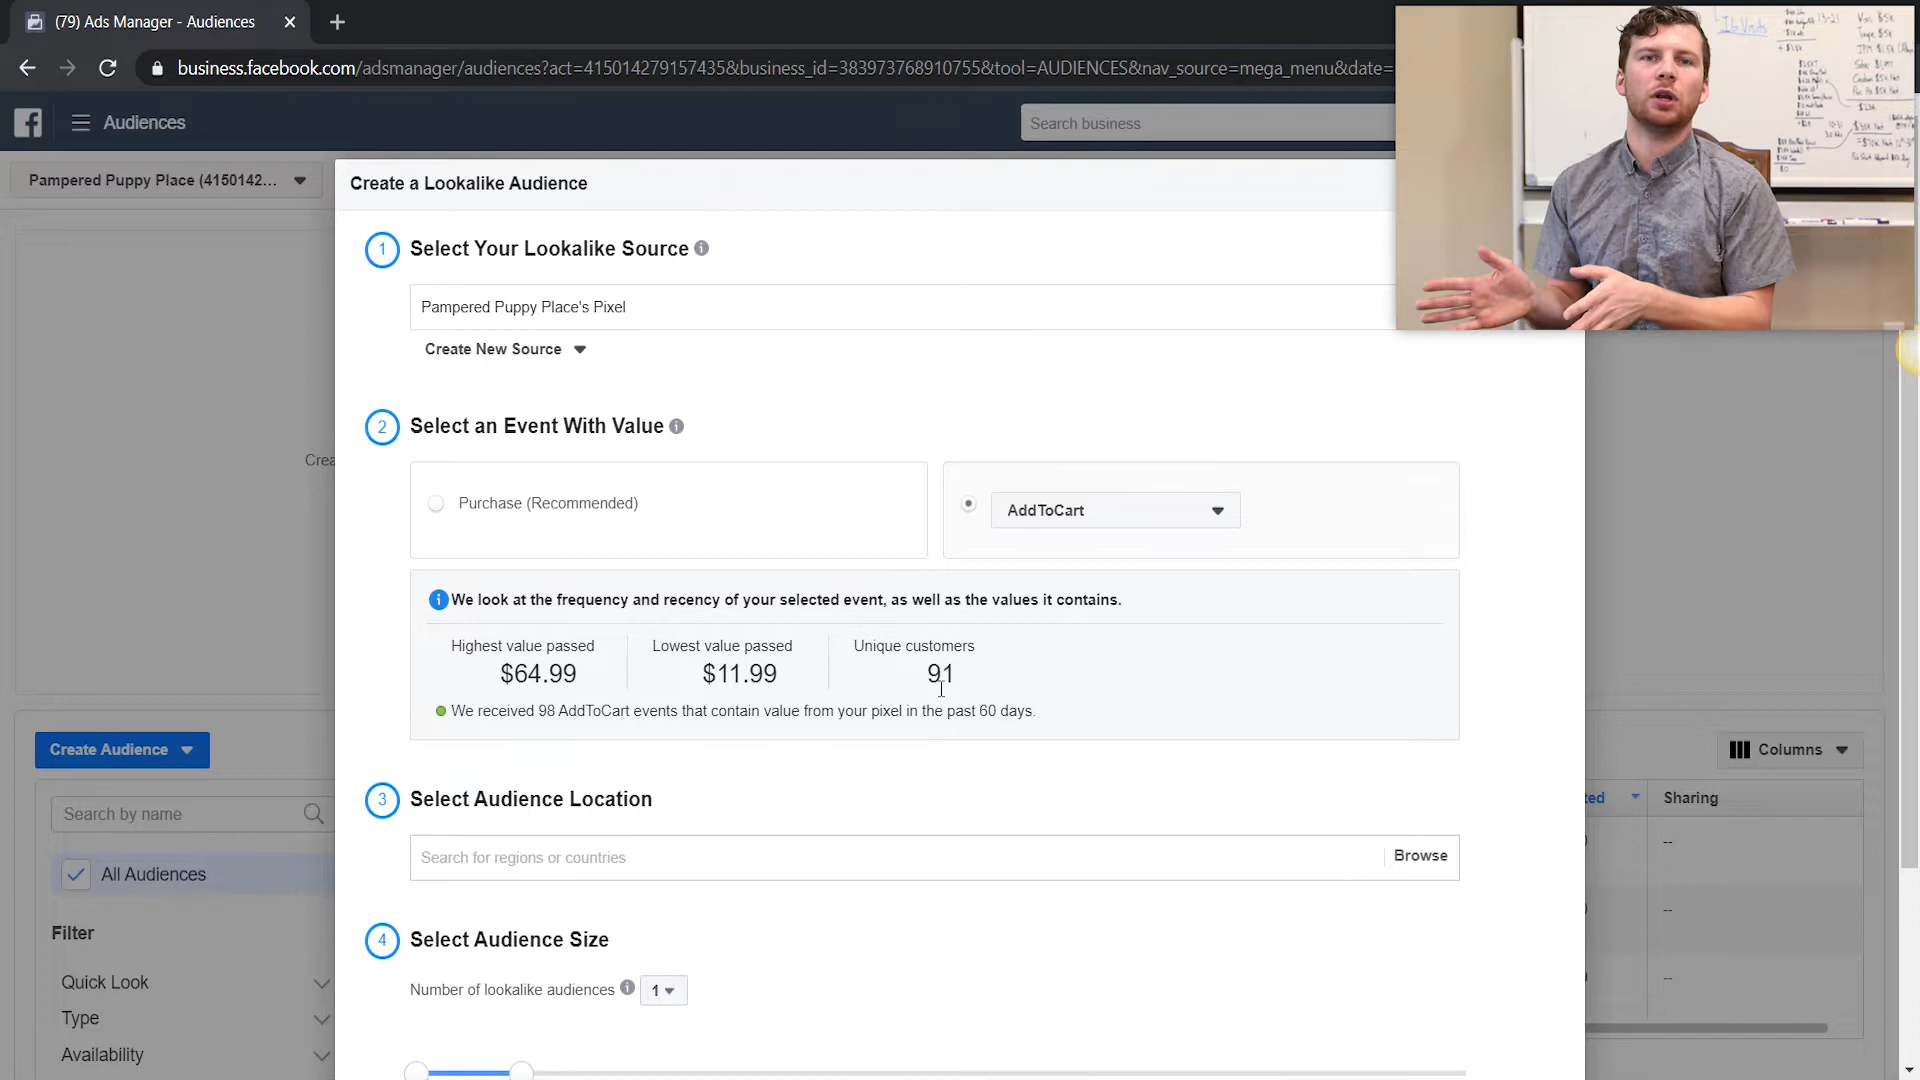 (79) Ads Manager - Audiences
business.facebook.com/adsmanager/audiences?act=415014279157435&business_id=383973768910755&tool=AUDIENCES&nav_source=mega_menu&date=
Audiences
Search business
Pampered Puppy Place (4150142...
Create a Lookalike Audience
1 Select Your Lookalike Source
Pampered Puppy Place's Pixel
Create New Source
2 Select an Event With Value
Crea
Purchase (Recommended)
AddToCart
We look at the frequency and recency of your selected event, as well as the values it contains.
Highest value passed Lowest value passed Unique customers
$64.99 $11.99 91
We received 98 AddToCart events that contain value from your pixel in the past 60 days.
Create Audience
Columns
3 Select Audience Location
ted Sharing
Search by name
Search for regions or countries Browse
--
All Audiences
--
Filter
4 Select Audience Size
Quick Look
--
Number of lookalike audiences 1
Type
Availability